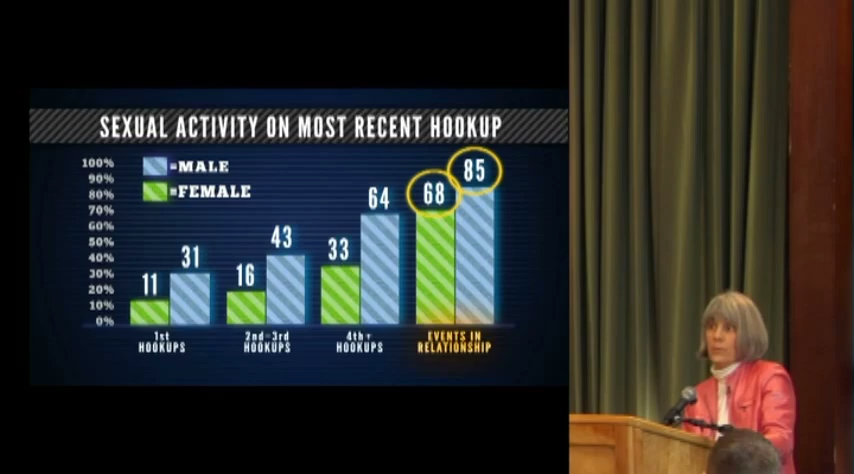 SEXUAL ACTIVITY ON MOST RECENT HOOKUP
100%
90%
80%
70%
60%
50%
40%
30%
20%
10%
0%
=MALE
=FEMALE
11
31
16
43
33
64
68
85
1st
HOOKUPS
2nd-3rd
HOOKUPS
4th+
HOOKUPS
EVENTS IN
RELATIONSHIP